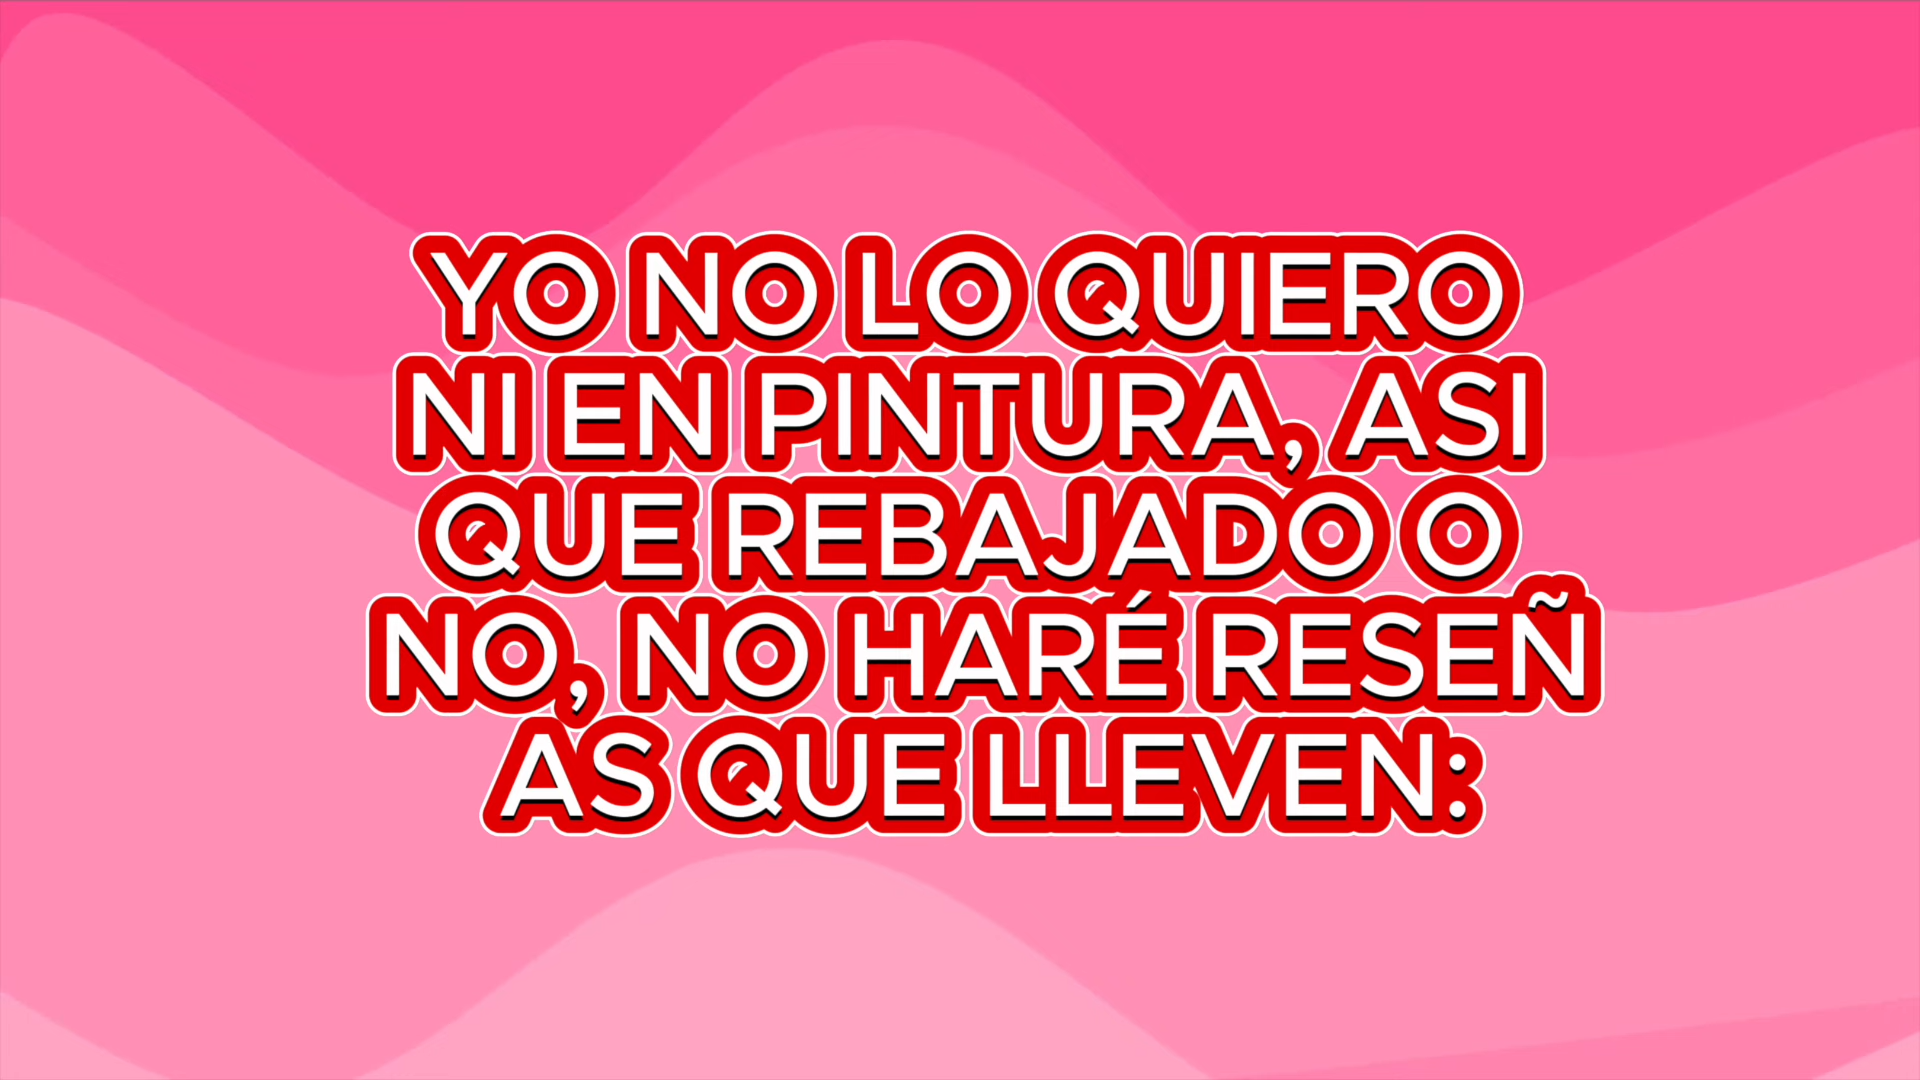 YO NO LO QUIERO
NI EN PINTURA, ASI
QUE REBAJADO O
NO, NO HARÉ RESEÑ
AS QUE LLEVEN: